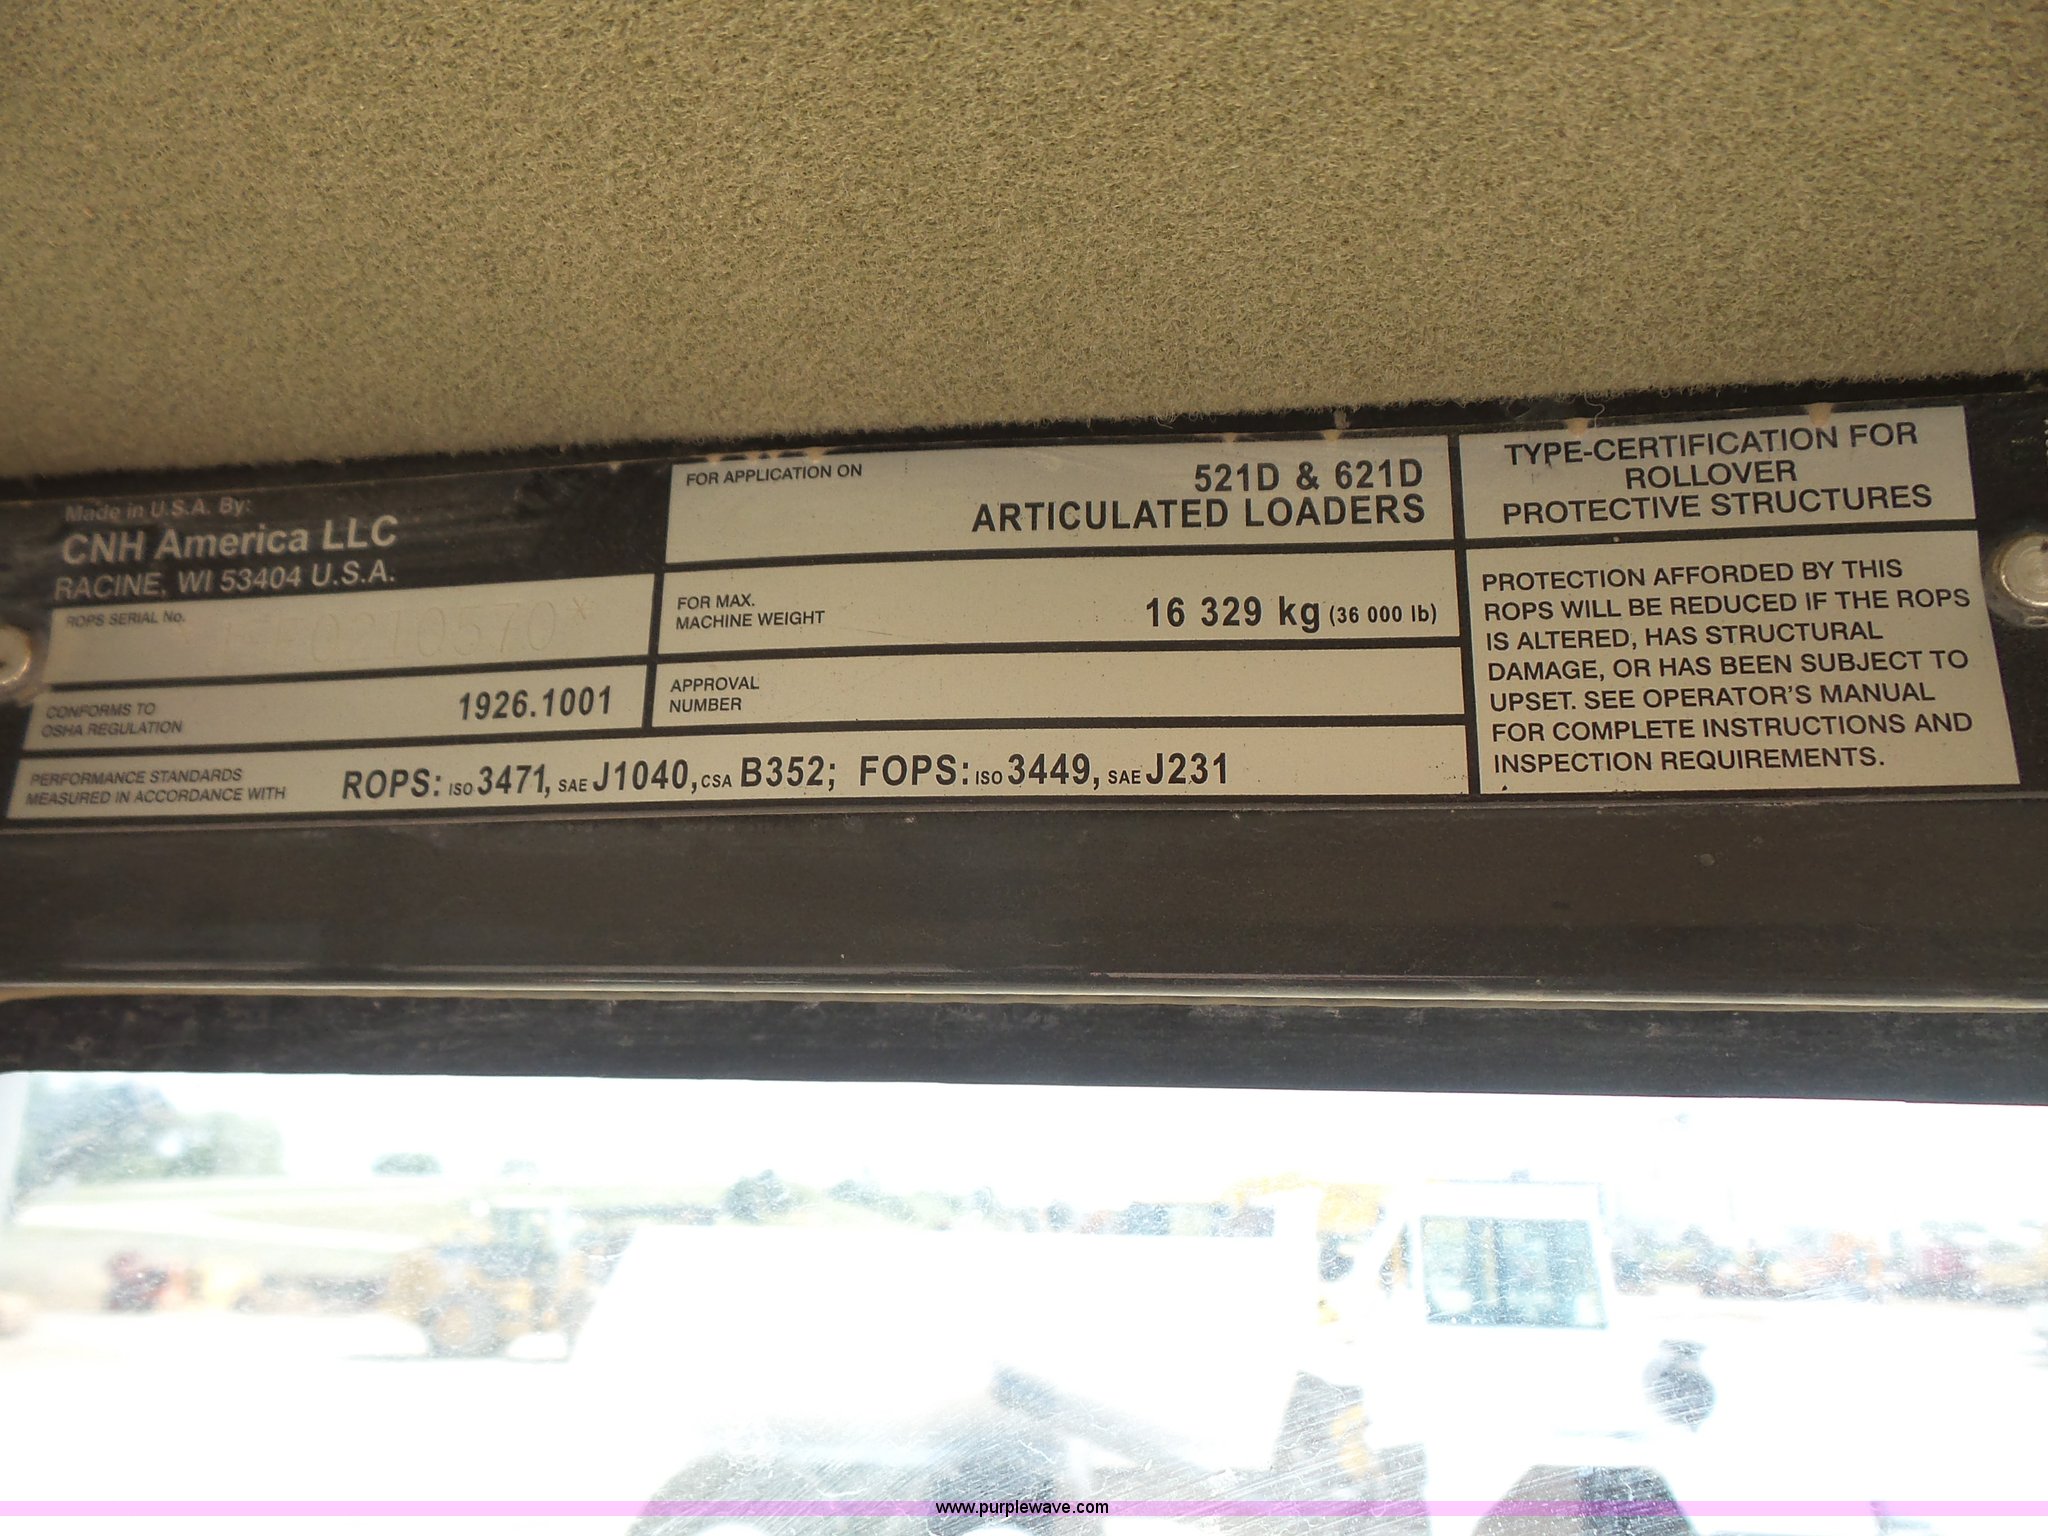 Made in U.S.A. By:
CNH America LLC
RACINE, WI 53404 U.S.A.
ROPS SERIAL No.
CONFORMS TO
OSHA REGULATION
1926.1001
PERFORMANCE STANDARDS
MEASURED IN ACCORDANCE WITH
ROPS: ISO 3471, SAE J1040, CSA B352; FOPS: ISO 3449, SAE J231
FOR APPLICATION ON
521D & 621D
ARTICULATED LOADERS
FOR MAX.
MACHINE WEIGHT
16 329 kg (36 000 lb)
APPROVAL
NUMBER
TYPE-CERTIFICATION FOR
ROLLOVER
PROTECTIVE STRUCTURES
PROTECTION AFFORDED BY THIS
ROPS WILL BE REDUCED IF THE ROPS
IS ALTERED, HAS STRUCTURAL
DAMAGE, OR HAS BEEN SUBJECT TO
UPSET. SEE OPERATOR'S MANUAL
FOR COMPLETE INSTRUCTIONS AND
INSPECTION REQUIREMENTS.
www.purplewave.com